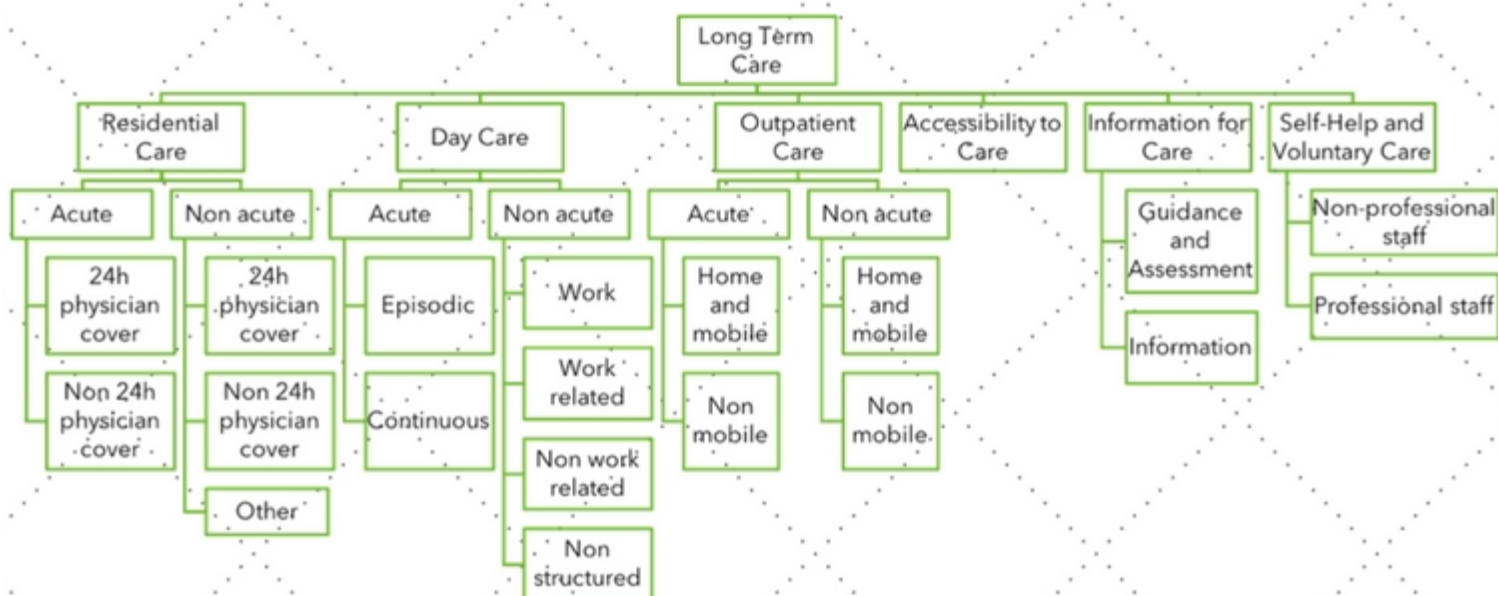 Long Term
Care
Residential
Care
Day Care
Outpatient
Care
Accessibility to
Care
Information for
Care
Self-Help and
Voluntary Care
Acute
Non acute
Acute
Non acute
Acute
Non acute
Guidance
and
Assessment
Information
Non-professional
staff
Professional staff
24h
physician
cover
Non 24h
physician
cover
24h
physician
cover
Non 24h
physician
cover
Other
Episodic
Continuous
Work
Work
related
Non work
related
Non
structured
Home
and
mobile
Non
mobile
Home
and
mobile
Non
mobile